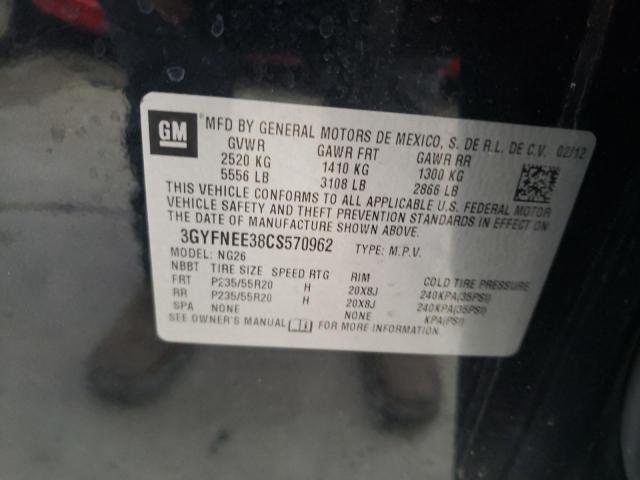 GM
MFD BY GENERAL MOTORS DE MEXICO, S. DE R.L. DE C.V. 02/12
GVWR GAWR FRT GAWR RR
2520 KG 1410 KG 1300 KG
5556 LB 3108 LB 2866 LB
THIS VEHICLE CONFORMS TO ALL APPLICABLE U.S. FEDERAL MOTOR
VEHICLE SAFETY AND THEFT PREVENTION STANDARDS IN EFFECT ON
THE DATE OF MANUFACTURE SHOWN ABOVE.
3GYFNEE38CS570962 TYPE: M.P.V.
MODEL: NG26
NBBT TIRE SIZE SPEED RTG RIM COLD TIRE PRESSURE
FRT P235/55R20 H 20X8J 240KPA(35PSI)
RR P235/55R20 H 20X8J 240KPA(35PSI)
SPA NONE NONE KPA(PSI)
SEE OWNER'S MANUAL FOR MORE INFORMATION.